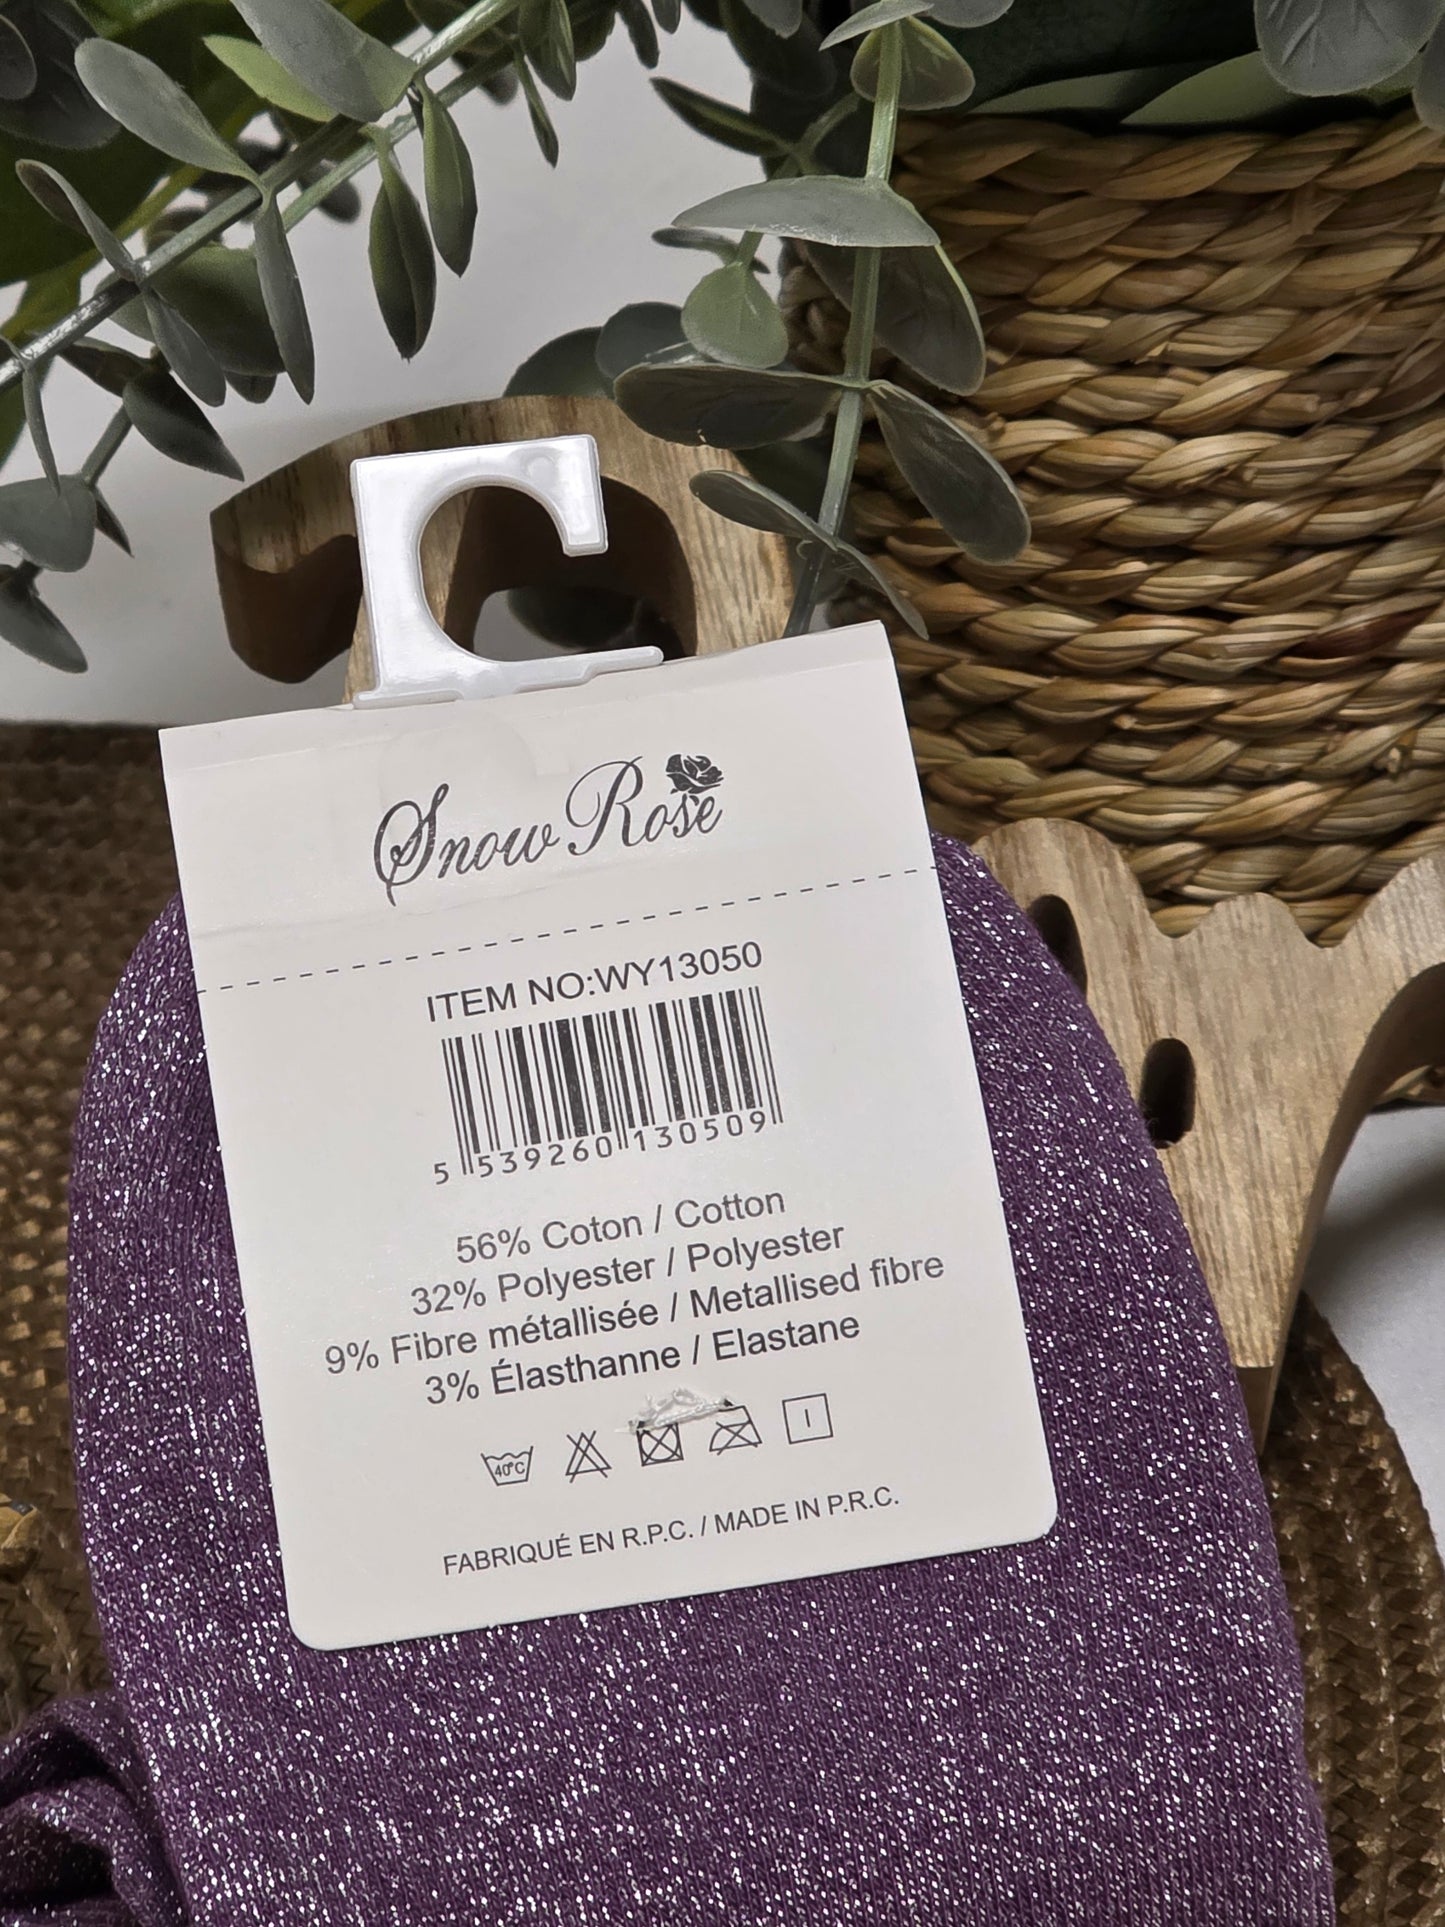 Snow Rose
ITEM NO:WY13050
5 539260 130509
56% Coton / Cotton
32% Polyester / Polyester
9% Fibre métallisée / Metallised fibre
3% Élasthanne / Elastane
40°C
FABRIQUÉ EN R.P.C. / MADE IN P.R.C.